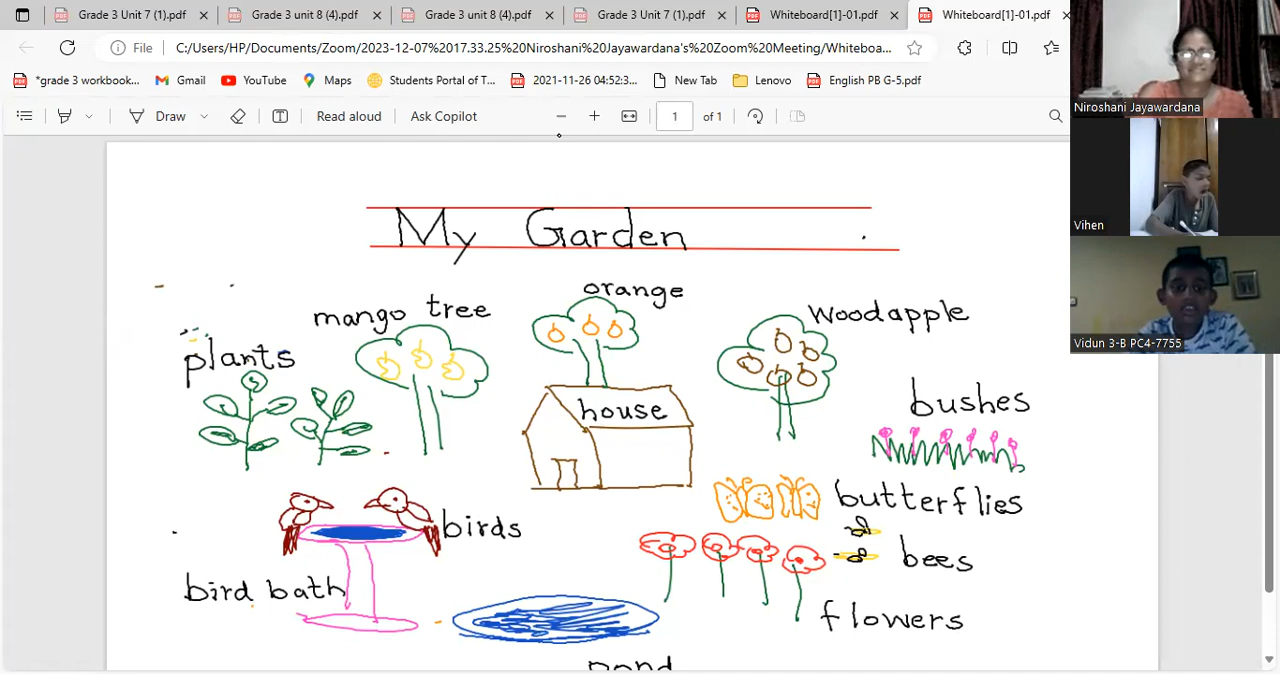 Grade 3 Unit 7 (1).pdf
Grade 3 unit 8 (4).pdf
Grade 3 unit 8 (4).pdf
Grade 3 Unit 7 (1).pdf
Whiteboard[1]-01.pdf
Whiteboard[1]-01.pdf
File C:/Users/HP/Documents/Zoom/2023-12-07%2017.33.25%20Niroshani%20Jayawardana's%20Zoom%20Meeting/Whiteboa...
*grade 3 workbook... Gmail YouTube Maps Students Portal of T... 2021-11-26 04:52:3... New Tab Lenovo English PB G-5.pdf
Draw Read aloud Ask Copilot 1 of 1
Niroshani Jayawardana
Vihen
Vidun 3-B PC4-7755
My Garden
orange
mango tree
woodapple
plants
bushes
house
butterflies
birds
bees
bird bath
flowers
pond